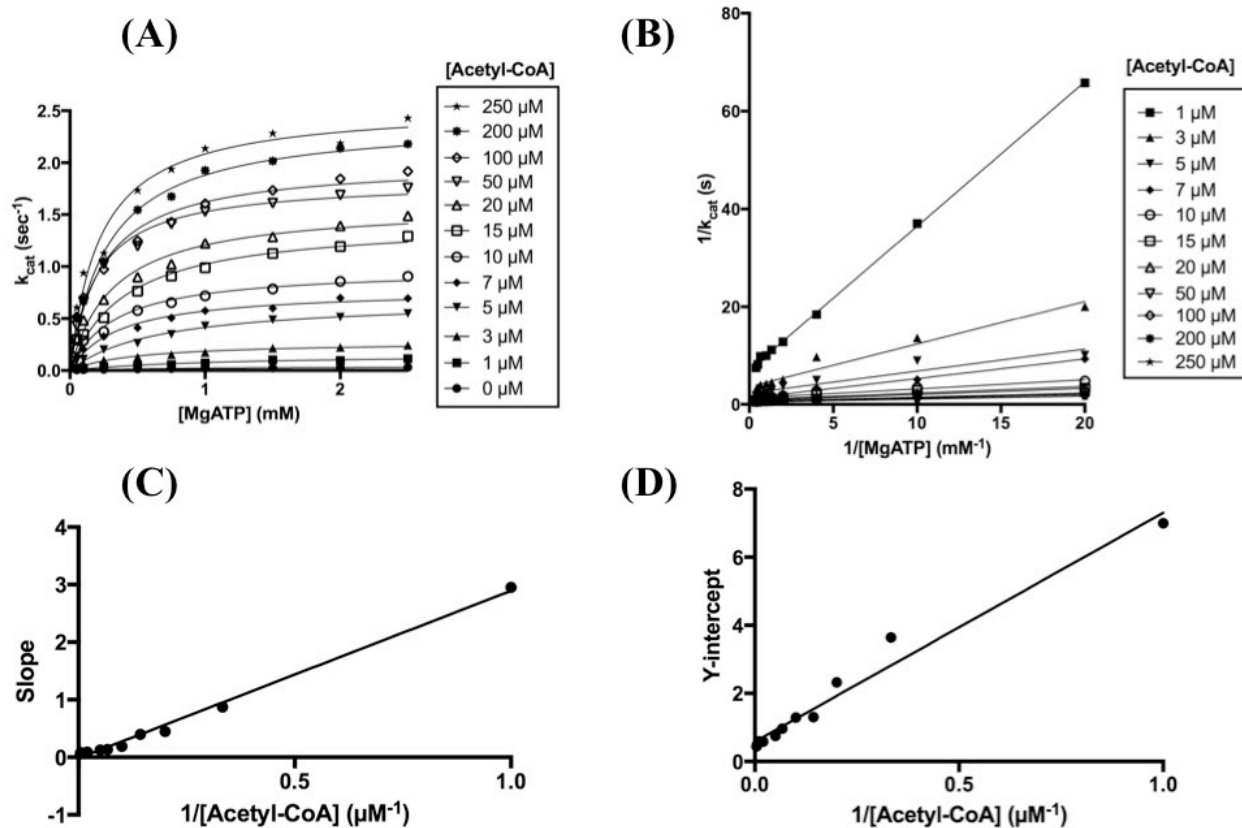 (A)
kcat (sec-1)
2.5
2.0
1.5
1.0
0.5
0.0
0
1
2
[MgATP] (mM)
[Acetyl-CoA]
250 µM
200 µM
100 µM
50 µM
20 µM
15 µM
10 µM
7 µM
5 µM
3 µM
1 µM
0 µM
(B)
1/kcat (s)
80
60
40
20
0
0
5
10
15
20
1/[MgATP] (mM-1)
[Acetyl-CoA]
1 µM
3 µM
5 µM
7 µM
10 µM
15 µM
20 µM
50 µM
100 µM
200 µM
250 µM
(C)
Slope
4
3
2
1
0
-1
0.5
1.0
1/[Acetyl-CoA] (µM-1)
(D)
Y-intercept
8
6
4
2
0
0.0
0.5
1.0
1/[Acetyl-CoA] (µM-1)